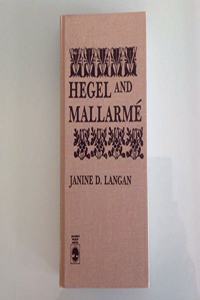 HEGEL AND
MALLARMÉ
JANINE D. LANGAN